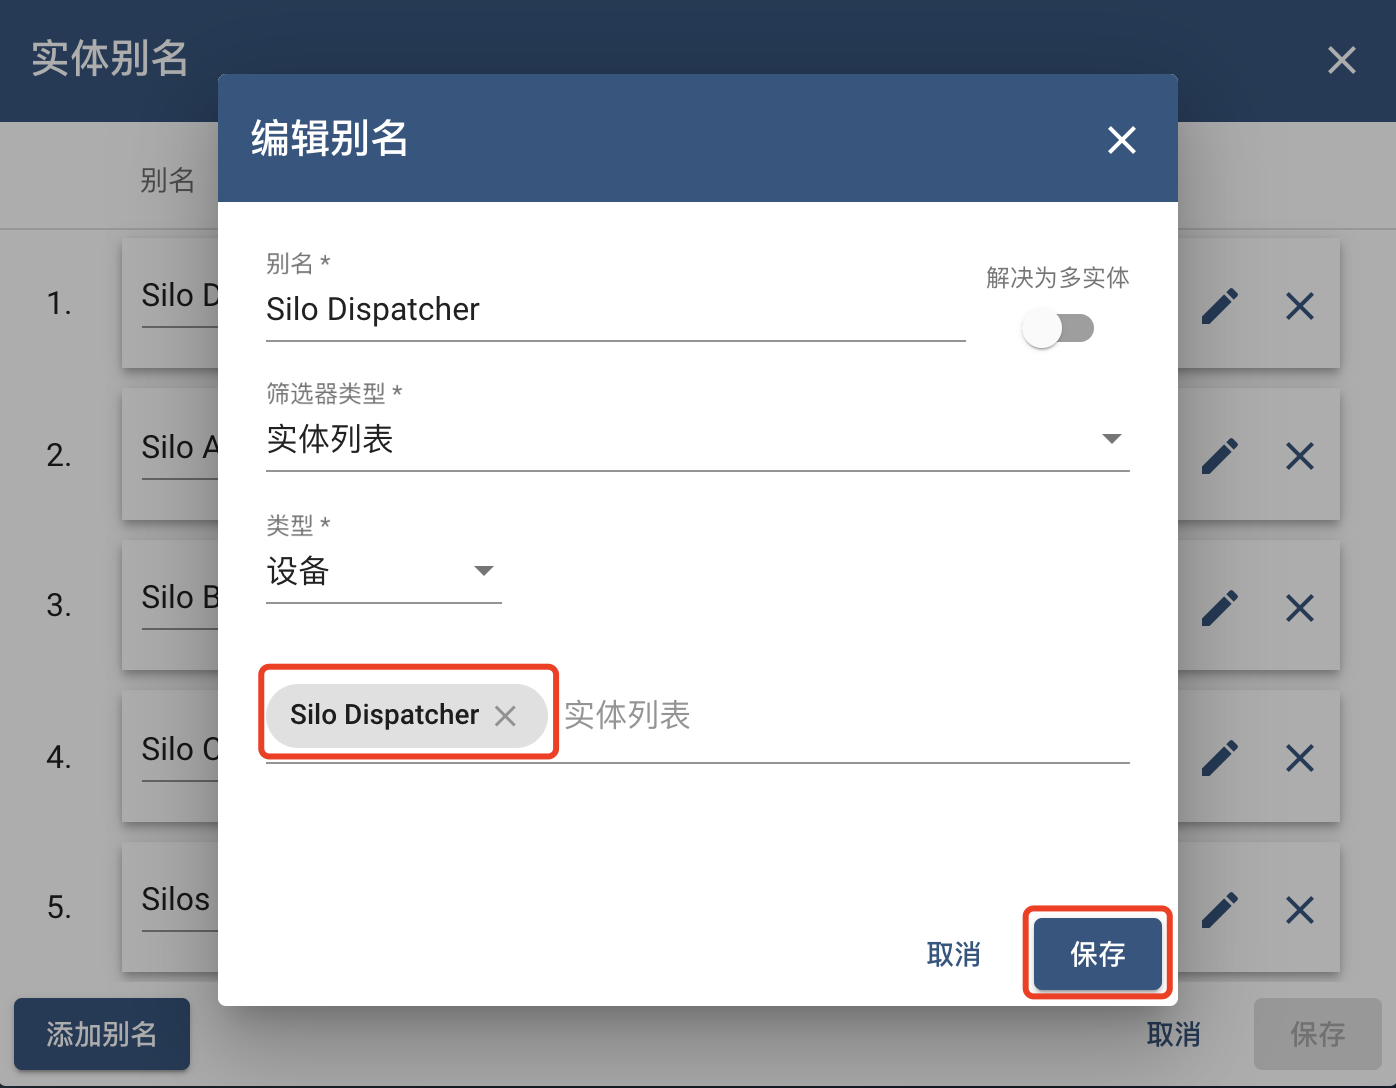 实体别名
编辑别名
别名
别名 *
解决为多实体
Silo Dispatcher
筛选器类型 *
实体列表
类型 *
设备
Silo Dispatcher
实体列表
取消
保存
1.
Silo D
2.
Silo A
3.
Silo B
4.
Silo C
5.
Silos
添加别名
取消
保存